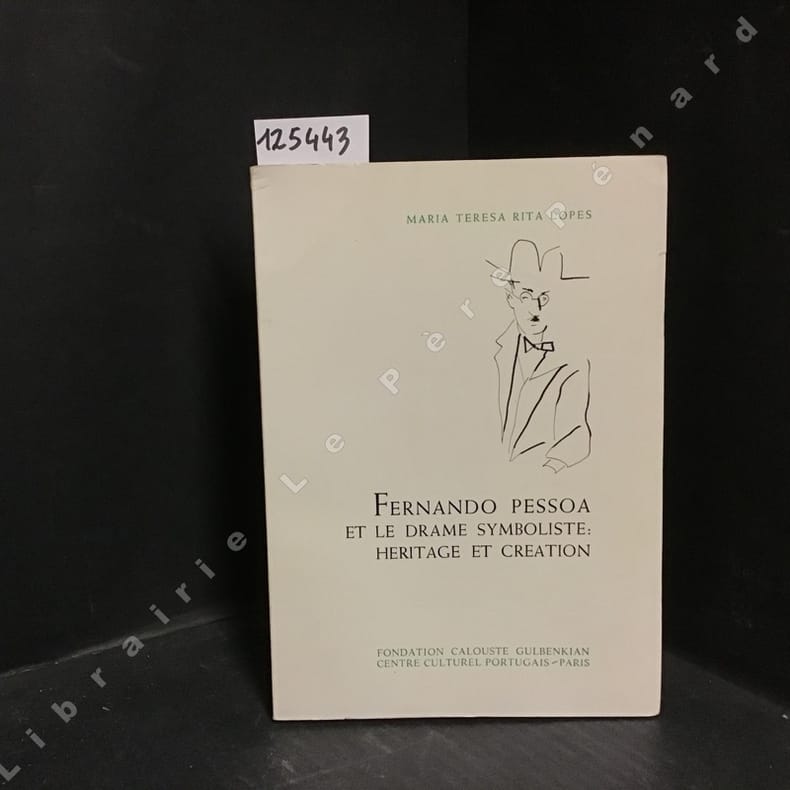 125443
MARIA TERESA RITA LOPES
FERNANDO PESSOA
ET LE DRAME SYMBOLISTE:
HERITAGE ET CREATION
FONDATION CALOUSTE GULBENKIAN
CENTRE CULTUREL PORTUGAIS-PARIS
Librairie Le Père Pénard